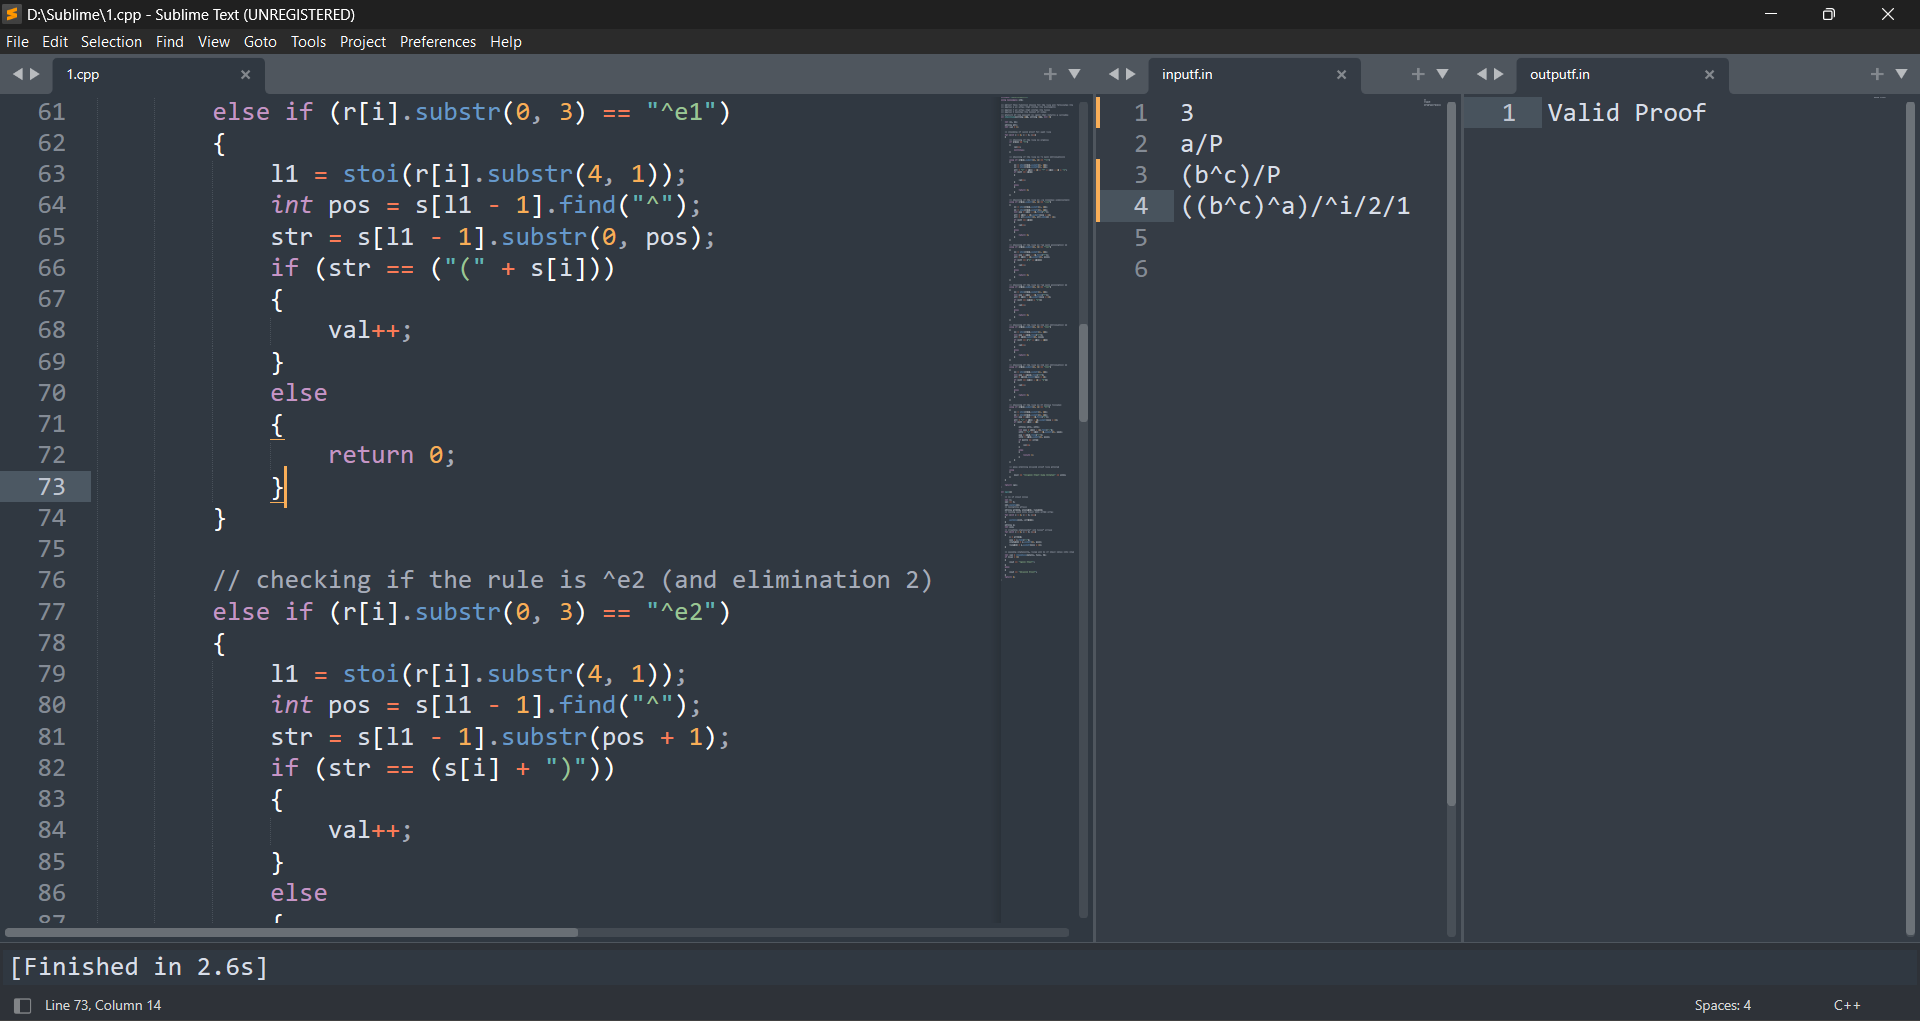 D:\Sublime\1.cpp - Sublime Text (UNREGISTERED)
File Edit Selection Find View Goto Tools Project Preferences Help
1.cpp
inputf.in
outputf.in
61 else if (r[i].substr(0, 3) == "^e1")
62 {
63 l1 = stoi(r[i].substr(4, 1));
64 int pos = s[l1 - 1].find("^");
65 str = s[l1 - 1].substr(0, pos);
66 if (str == ("(" + s[i]))
67 {
68 val++;
69 }
70 else
71 {
72 return 0;
73 }
74 }
75
76 // checking if the rule is ^e2 (and elimination 2)
77 else if (r[i].substr(0, 3) == "^e2")
78 {
79 l1 = stoi(r[i].substr(4, 1));
80 int pos = s[l1 - 1].find("^");
81 str = s[l1 - 1].substr(pos + 1);
82 if (str == (s[i] + ")"))
83 {
84 val++;
85 }
86 else
87 {
1 3
2 a/P
3 (b^c)/P
4 ((b^c)^a)/^i/2/1
5
6
1 Valid Proof
[Finished in 2.6s]
Line 73, Column 14
Spaces: 4
C++